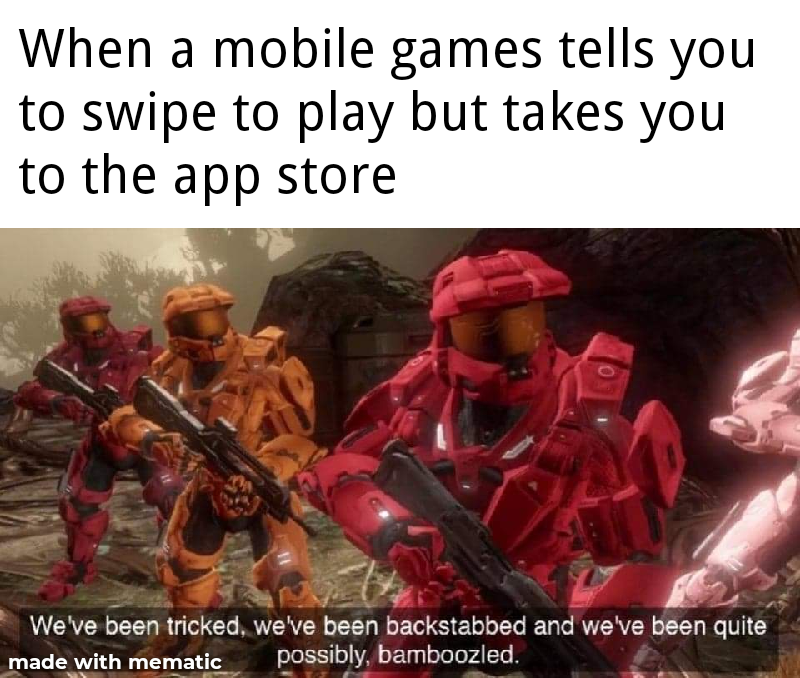 When a mobile games tells you
to swipe to play but takes you
to the app store
We've been tricked, we've been backstabbed and we've been quite
possibly, bamboozled.
made with mematic